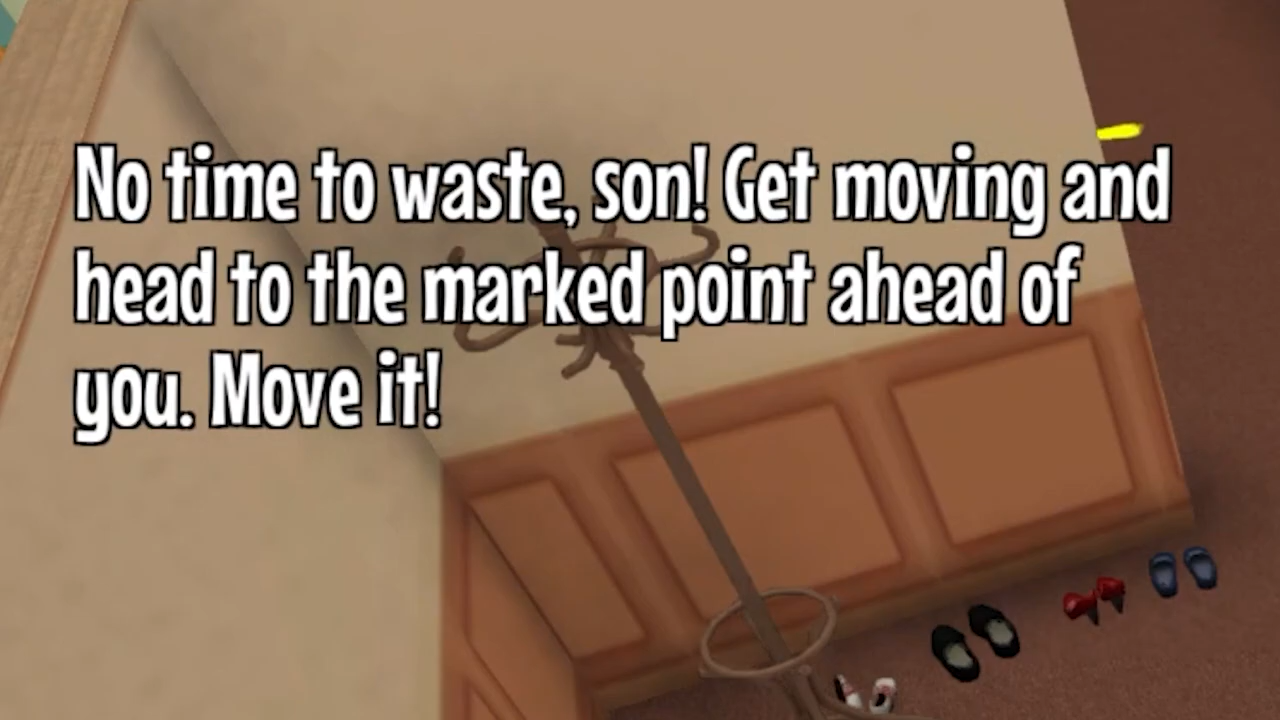 No time to waste, son! Get moving and
head to the marked point ahead of
you. Move it!